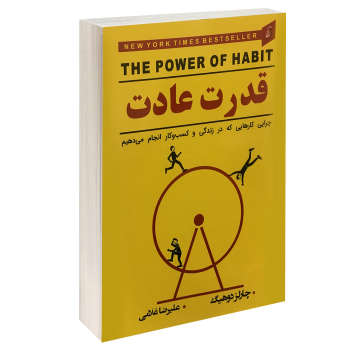 NEW YORK TIMES BESTSELLER
THE POWER OF HABIT
قدرت عادت
چرایی کارهایی که در زندگی و کسب‌وکار انجام می‌دهیم
چارلز دوهیگ
علیرضا غلامی